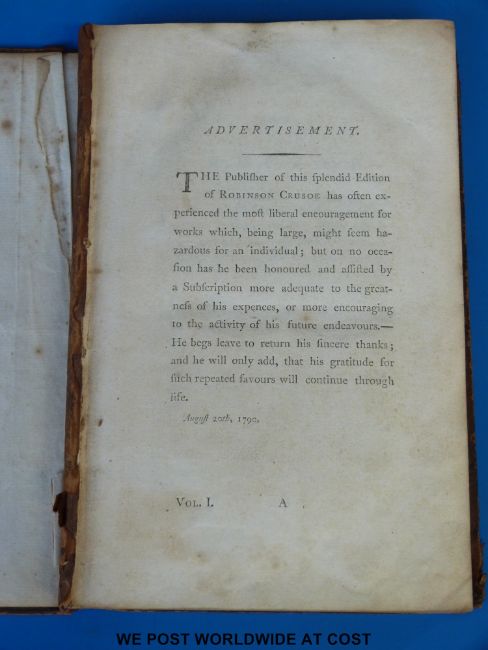 ADVERTISEMENT.
THE Publiſher of this ſplendid Edition
of ROBINSON CRUSOE has often ex-
perienced the moſt liberal encouragement for
works which, being large, might ſeem ha-
zardous for an individual; but on no occa-
ſion has he been honoured and aſſiſted by
a Subſcription more adequate to the great-
neſs of his expences, or more encouraging
to the activity of his future endeavours.—
He begs leave to return his ſincere thanks;
and he will only add, that his gratitude for
ſuch repeated favours will continue through
life.
Auguſt 20th, 1790.
VOL. I. A
WE POST WORLDWIDE AT COST